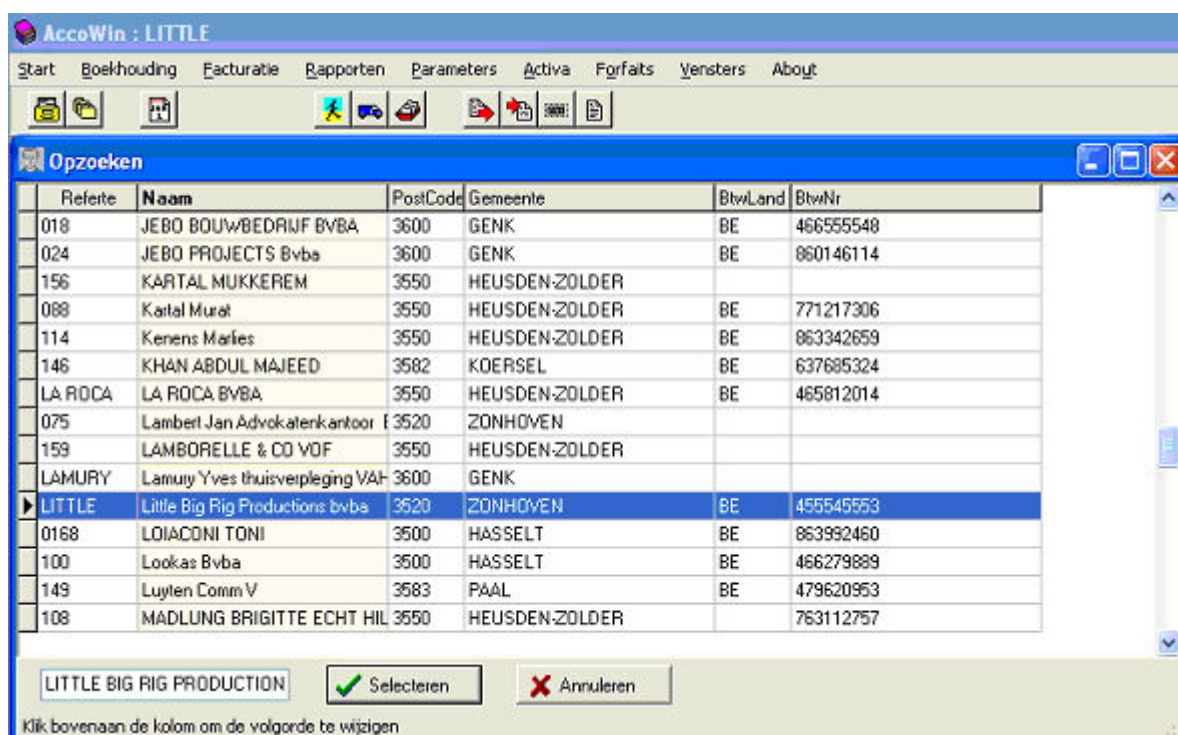 AccoWin : LITTLE
Start Boekhouding Facturatie Rapporten Parameters Activa Forfaits Vensters About
Opzoeken
Referte Naam PostCode Gemeente BtwLand BtwNr
018 JEBO BOUWBEDRIJF BVBA 3600 GENK BE 466555548
024 JEBO PROJECTS Bvba 3600 GENK BE 860146114
156 KARTAL MUKKEREM 3550 HEUSDEN-ZOLDER
088 Kartal Murat 3550 HEUSDEN-ZOLDER BE 771217306
114 Kenens Marlies 3550 HEUSDEN-ZOLDER BE 863342659
146 KHAN ABDUL MAJEED 3582 KOERSEL BE 637685324
LA ROCA LA ROCA BVBA 3550 HEUSDEN-ZOLDER BE 465812014
075 Lambert Jan Advokatenkantoor 3520 ZONHOVEN
159 LAMBORELLE & CO VOF 3550 HEUSDEN-ZOLDER
LAMURY Lamury Yves thuisverpleging 3600 GENK
LITTLE Little Big Rig Productions bvba 3520 ZONHOVEN BE 455545553
0168 LOIACONI TONI 3500 HASSELT BE 863992460
100 Lookas Bvba 3500 HASSELT BE 466279889
149 Luyten Comm V 3583 PAAL BE 479620953
108 MADLUNG BRIGITTE ECHT HIL 3550 HEUSDEN-ZOLDER 763112757
LITTLE BIG RIG PRODUCTION Selecteren Annuleren
Klik bovenaan de kolom om de volgorde te wijzigen